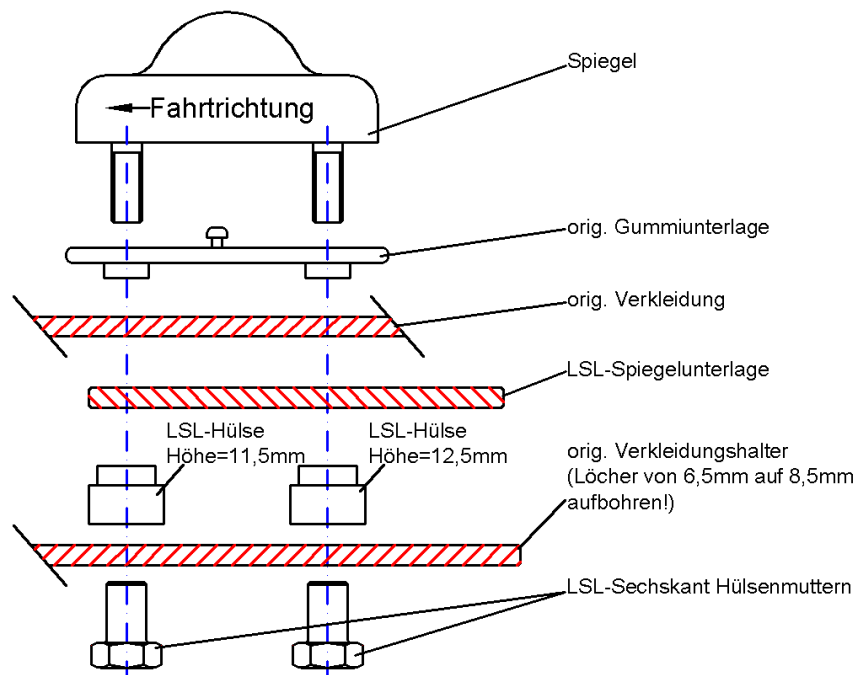 Spiegel
Fahrtrichtung
orig. Gummiunterlage
orig. Verkleidung
LSL-Spiegelunterlage
LSL-Hülse
Höhe=11,5mm
LSL-Hülse
Höhe=12,5mm
orig. Verkleidungshalter
(Löcher von 6,5mm auf 8,5mm
aufbohren!)
LSL-Sechskant Hülsenmuttern